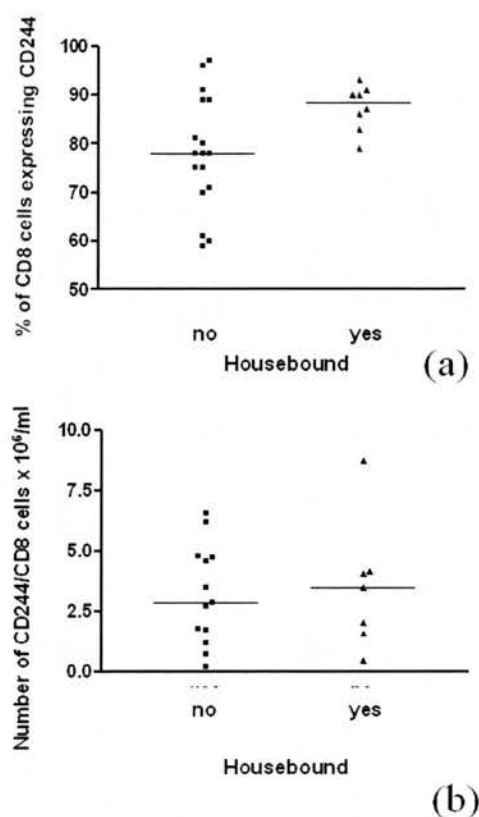 % of CD8 cells expressing CD244
100
90
80
70
60
50
no yes
Housebound
(a)
Number of CD244/CD8 cells x 10⁶/ml
10.0
7.5
5.0
2.5
0.0
no yes
Housebound
(b)